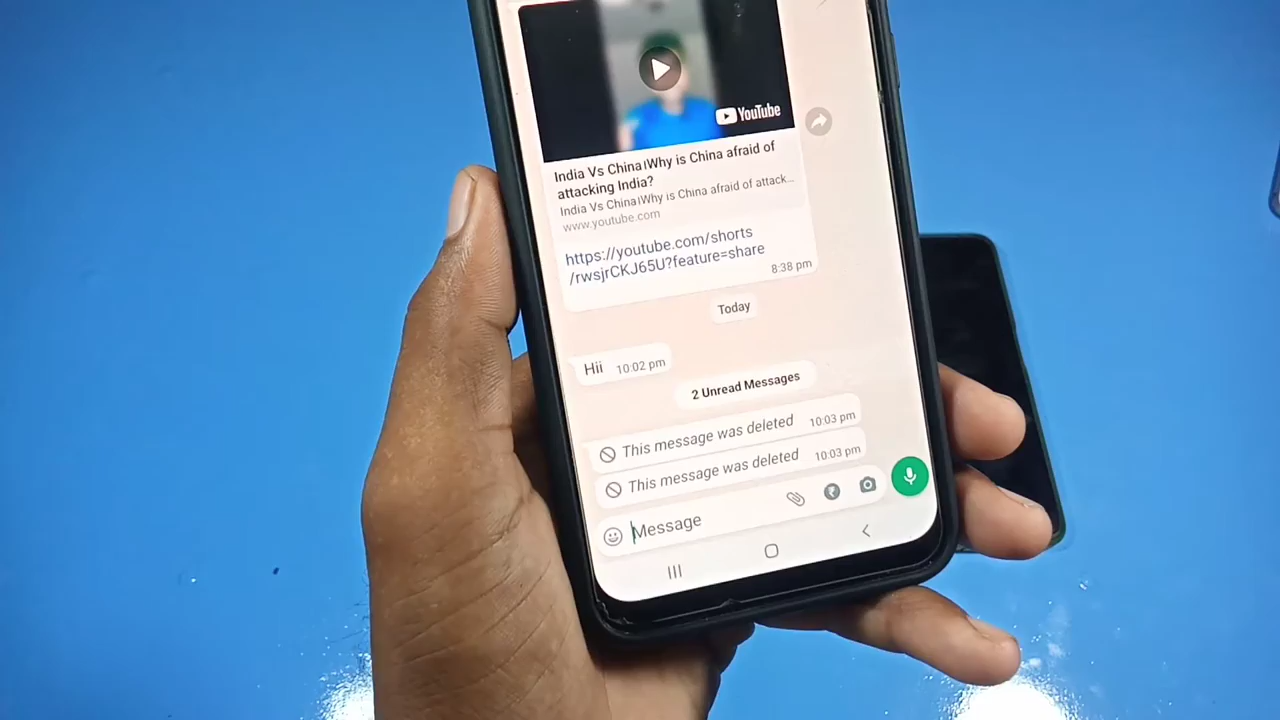 YouTube
India Vs China।Why is China afraid of
attacking India?
India Vs China।Why is China afraid of attack...
www.youtube.com
https://youtube.com/shorts
/rwsjrCKJ65U?feature=share
8:38 pm
Today
Hii 10:02 pm
2 Unread Messages
This message was deleted 10:03 pm
This message was deleted 10:03 pm
Message